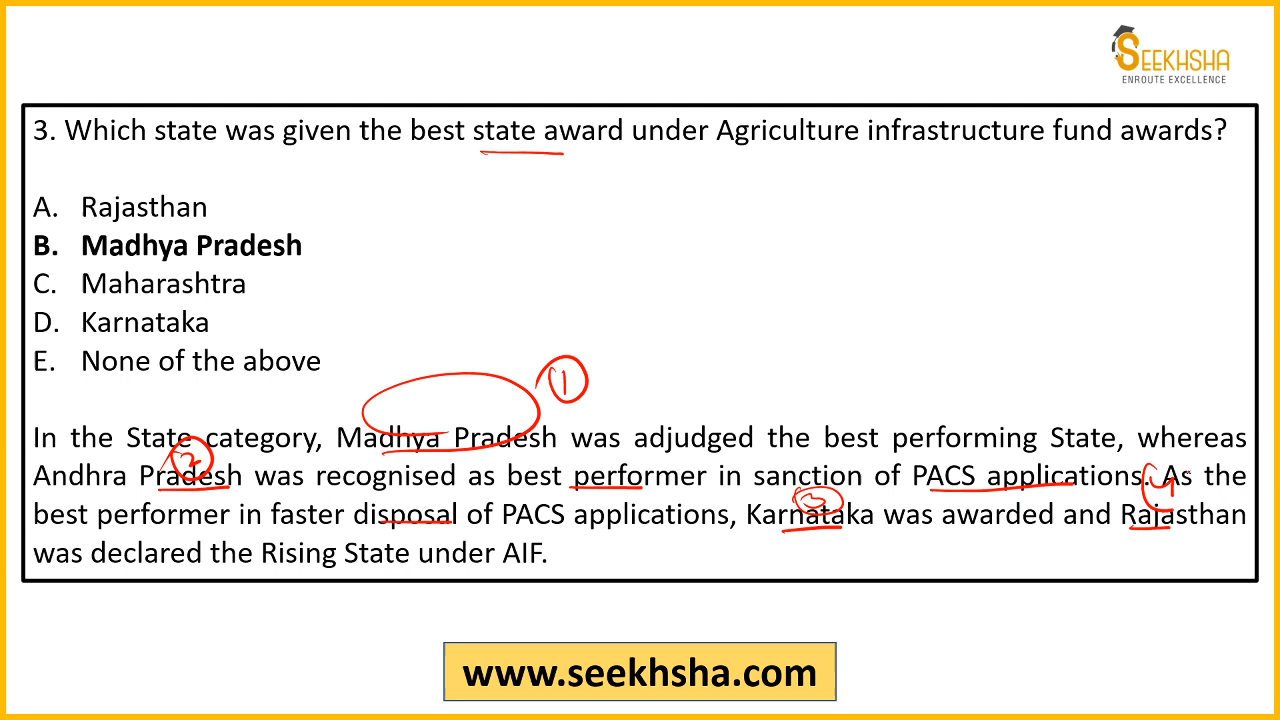 SEEKHSHA
ENROUTE EXCELLENCE
3. Which state was given the best state award under Agriculture infrastructure fund awards?
A. Rajasthan
B. Madhya Pradesh
C. Maharashtra
D. Karnataka
E. None of the above
1
In the State category, Madhya Pradesh was adjudged the best performing State, whereas
2
Andhra Pradesh was recognised as best performer in sanction of PACS applications. As the
3 4
best performer in faster disposal of PACS applications, Karnataka was awarded and Rajasthan
was declared the Rising State under AIF.
www.seekhsha.com